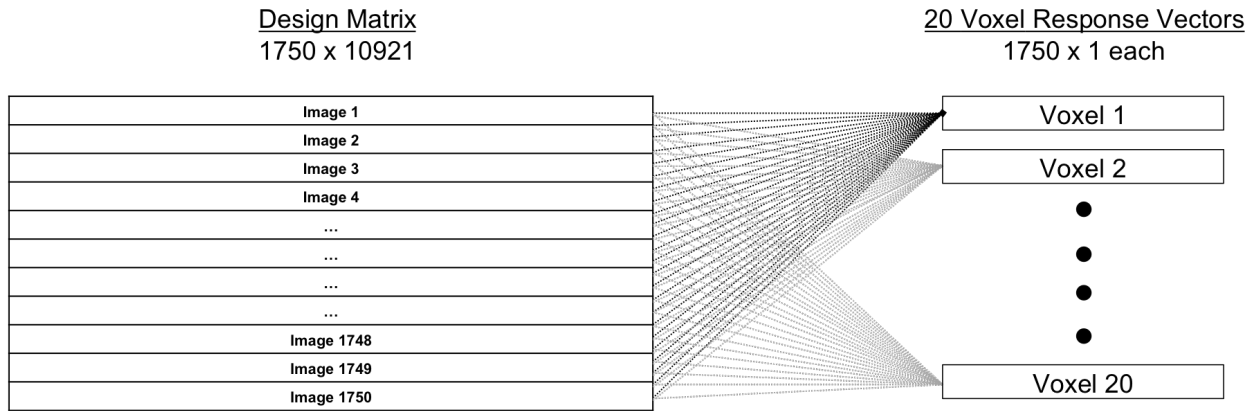 Design Matrix
1750 x 10921
20 Voxel Response Vectors
1750 x 1 each
Image 1
Image 2
Image 3
Image 4
...
...
...
...
Image 1748
Image 1749
Image 1750
Voxel 1
Voxel 2
Voxel 20